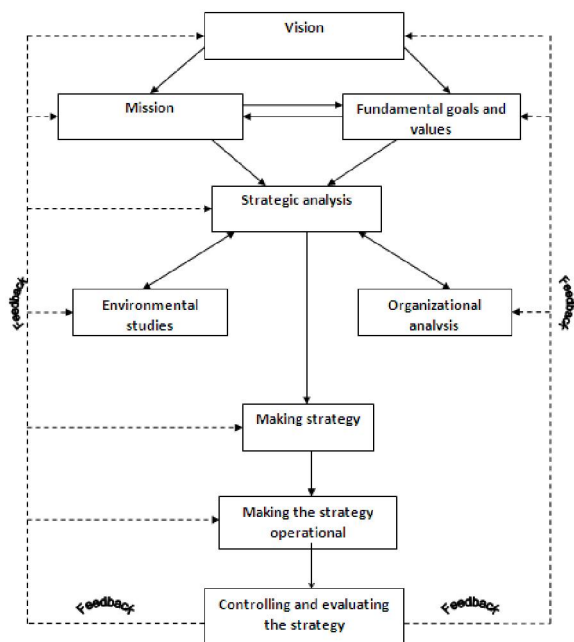 Vision
Mission
Fundamental goals and
values
Strategic analysis
Feedback
Feedback
Environmental
studies
Organizational
analysis
Making strategy
Making the strategy
operational
Feedback
Controlling and evaluating
the strategy
Feedback